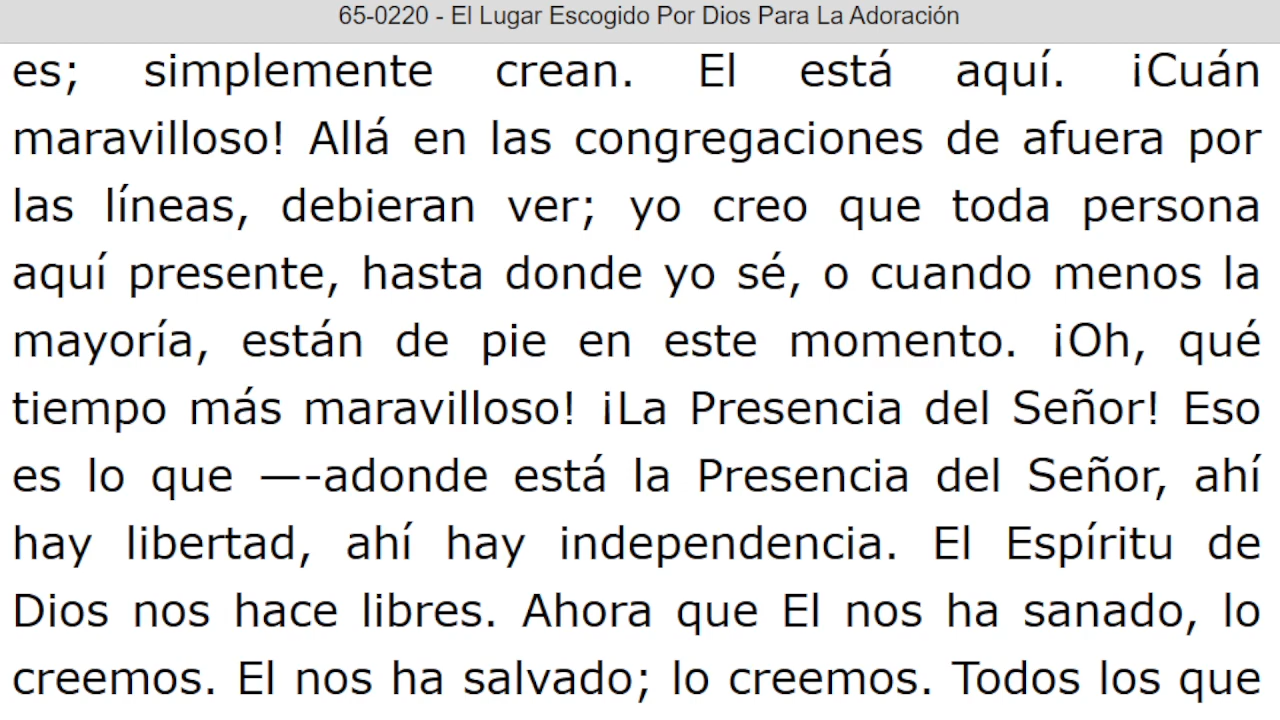 65-0220 - El Lugar Escogido Por Dios Para La Adoración
es; simplemente crean. El está aquí. ¡Cuán
maravilloso! Allá en las congregaciones de afuera por
las líneas, debieran ver; yo creo que toda persona
aquí presente, hasta donde yo sé, o cuando menos la
mayoría, están de pie en este momento. ¡Oh, qué
tiempo más maravilloso! ¡La Presencia del Señor! Eso
es lo que —-adonde está la Presencia del Señor, ahí
hay libertad, ahí hay independencia. El Espíritu de
Dios nos hace libres. Ahora que El nos ha sanado, lo
creemos. El nos ha salvado; lo creemos. Todos los que